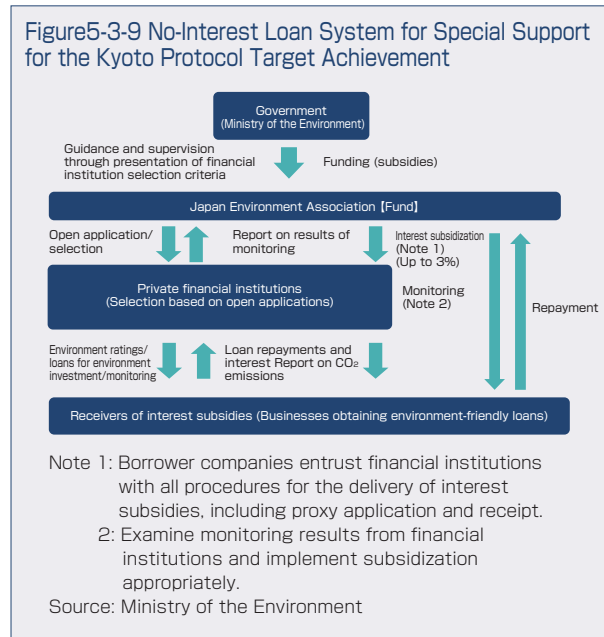 Figure5-3-9 No-Interest Loan System for Special Support
for the Kyoto Protocol Target Achievement
Government
(Ministry of the Environment)
Guidance and supervision
through presentation of financial
institution selection criteria
Funding (subsidies)
Japan Environment Association【Fund】
Open application/
selection
Report on results of
monitoring
Interest subsidization
(Note 1)
(Up to 3%)
Private financial institutions
(Selection based on open applications)
Monitoring
(Note 2)
Repayment
Environment ratings/
loans for environment
investment/monitoring
Loan repayments and
interest Report on CO₂
emissions
Receivers of interest subsidies (Businesses obtaining environment-friendly loans)
Note 1: Borrower companies entrust financial institutions
with all procedures for the delivery of interest
subsidies, including proxy application and receipt.
2: Examine monitoring results from financial
institutions and implement subsidization
appropriately.
Source: Ministry of the Environment